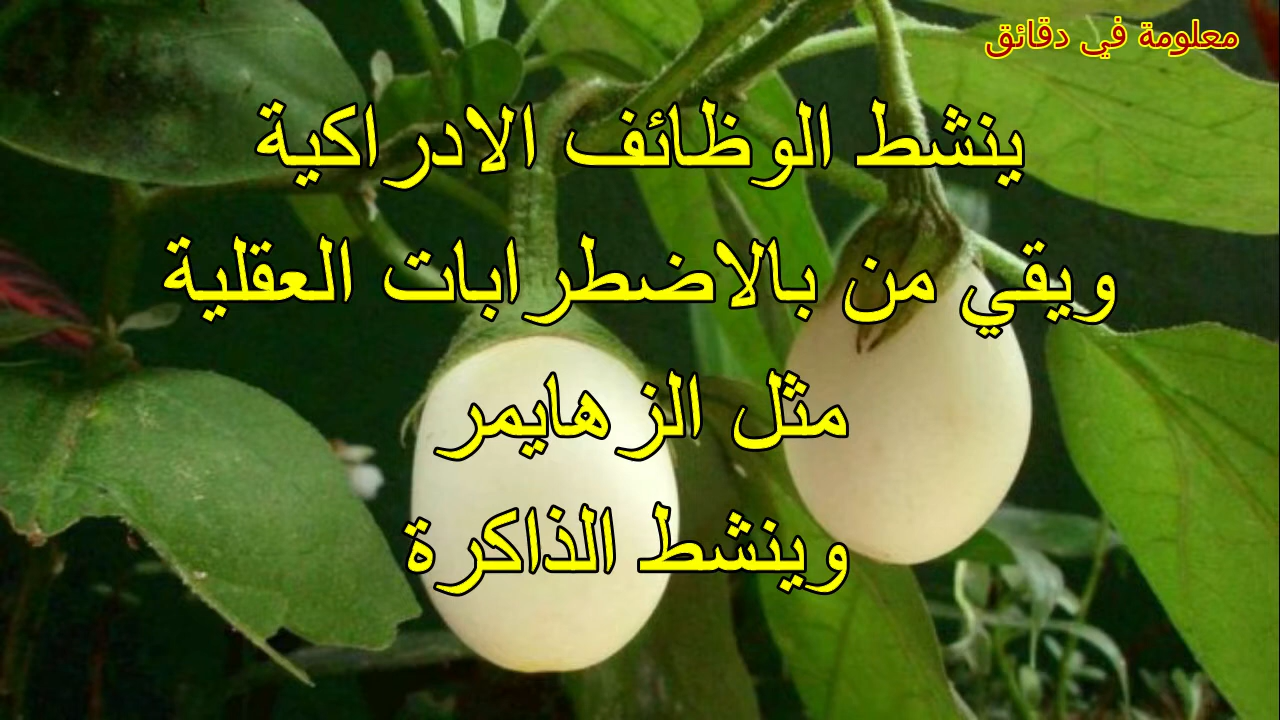 معلومة في دقائق
ينشط الوظائف الادراكية
ويقي من بالاضطرابات العقلية
مثل الزهايمر
وينشط الذاكرة